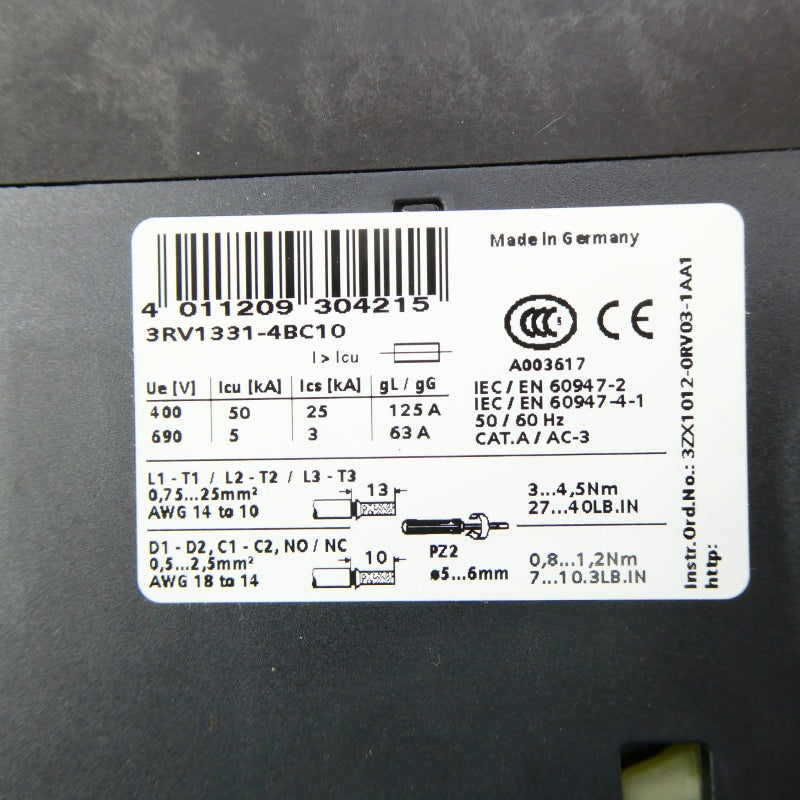 Made in Germany
4 011209 304215
3RV1331-4BC10
I > Icu
CCC S
CE
A003617
Ue [V] Icu [kA] Ics [kA] gL / gG
400 50 25 125 A
690 5 3 63 A
IEC / EN 60947-2
IEC / EN 60947-4-1
50 / 60 Hz
CAT.A / AC-3
L1 - T1 / L2 - T2 / L3 - T3
0,75...25mm²
AWG 14 to 10
13
3...4,5Nm
27...40LB.IN
D1 - D2, C1 - C2, NO / NC
0,5...2,5mm²
AWG 18 to 14
10
PZ2
ø5...6mm
0,8...1,2Nm
7...10.3LB.IN
Instr.Ord.No.: 3ZX1012-0RV03-1AA1
http: